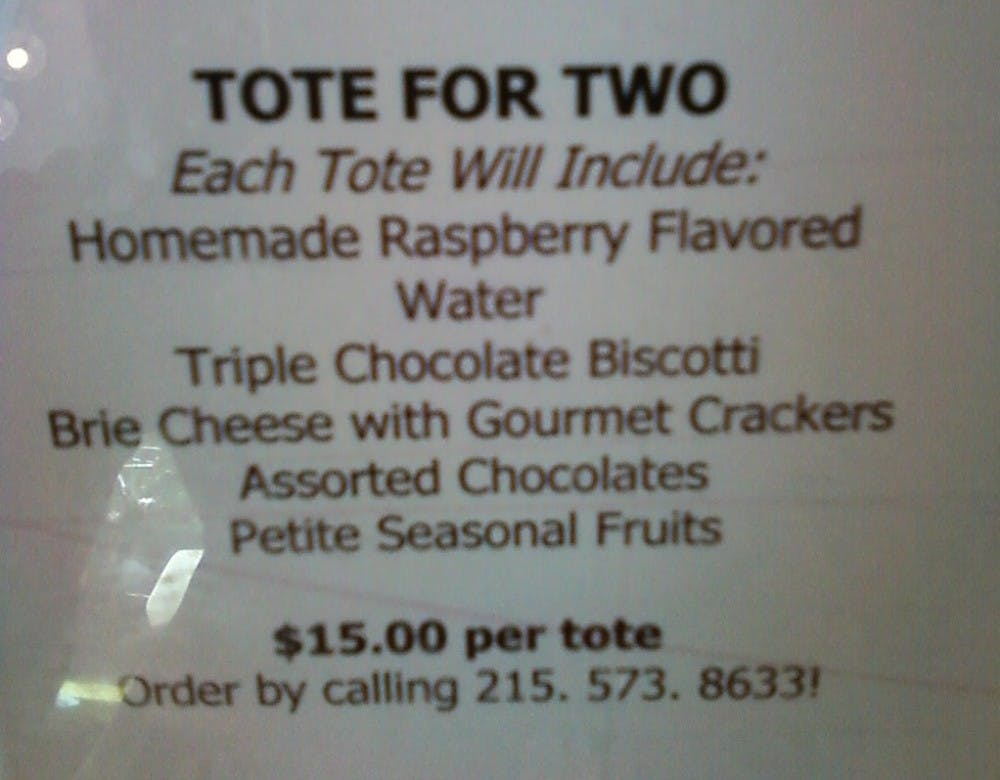 TOTE FOR TWO
Each Tote Will Include:
Homemade Raspberry Flavored
Water
Triple Chocolate Biscotti
Brie Cheese with Gourmet Crackers
Assorted Chocolates
Petite Seasonal Fruits
$15.00 per tote
Order by calling 215. 573. 8633!